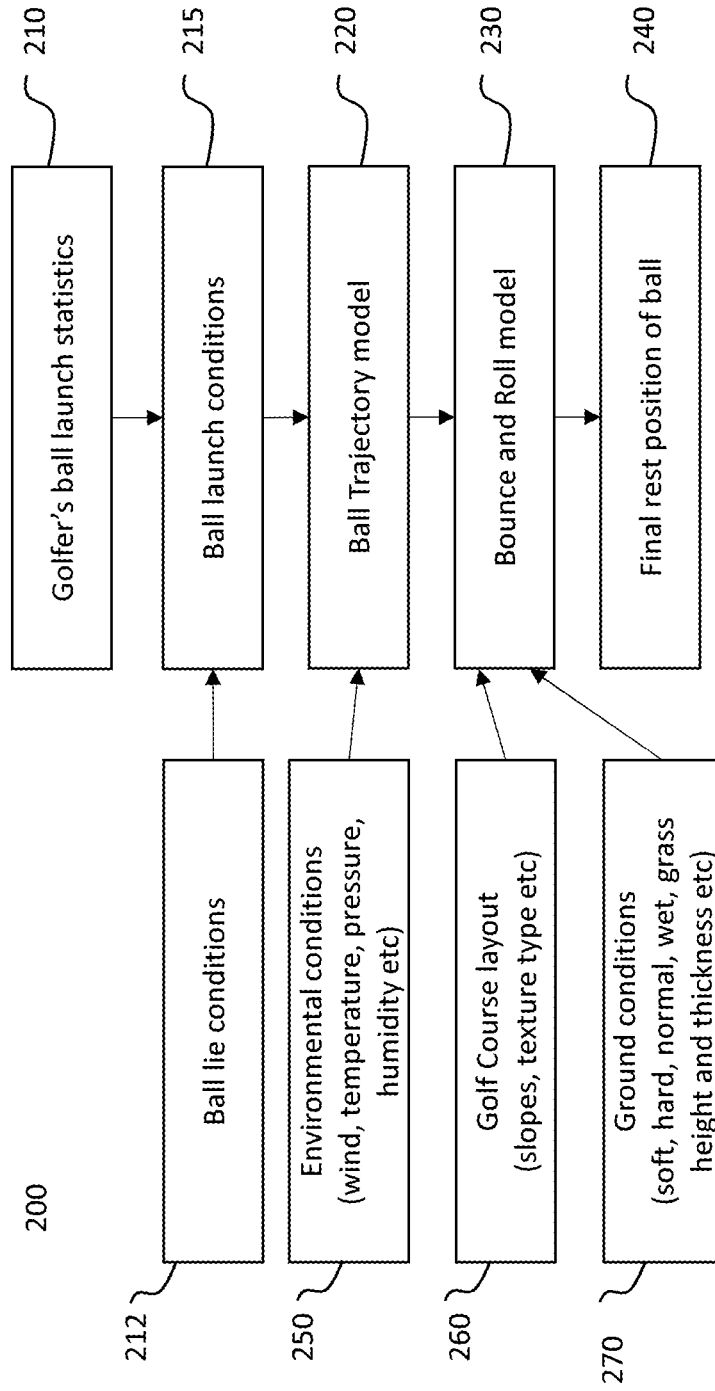 200
Golfer's ball launch statistics
210
212
Ball lie conditions
Ball launch conditions
215
250
Environmental conditions
(wind, temperature, pressure,
humidity etc)
Ball Trajectory model
220
260
Golf Course layout
(slopes, texture type etc)
Bounce and Roll model
230
270
Ground conditions
(soft, hard, normal, wet, grass
height and thickness etc)
Final rest position of ball
240